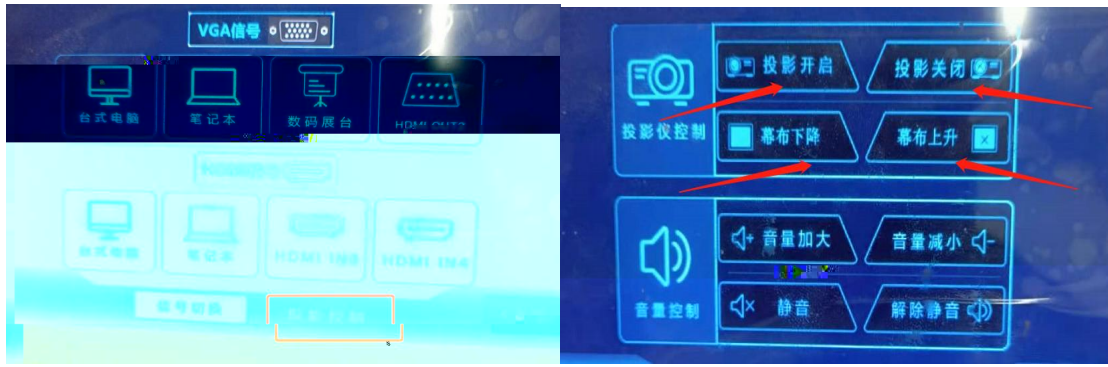 VGA信号
台式电脑
笔记本
数码展台
HDMI OUT2
台式电脑
笔记本
HDMI IN3
HDMI IN4
信号切换
投影仪控制
投影开启
投影关闭
幕布下降
幕布上升
音量控制
音量加大
音量减小
静音
解除静音